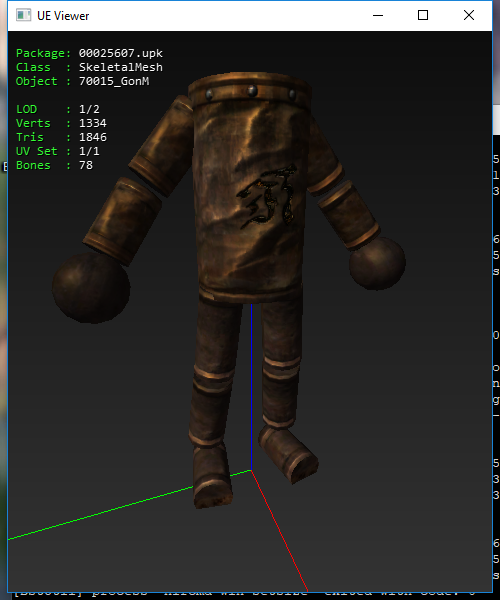 UE Viewer
Package: 00025607.upk
Class : SkeletalMesh
Object : 70015_GonM
LOD : 1/2
Verts : 1334
Tris : 1846
UV Set : 1/1
Bones : 78